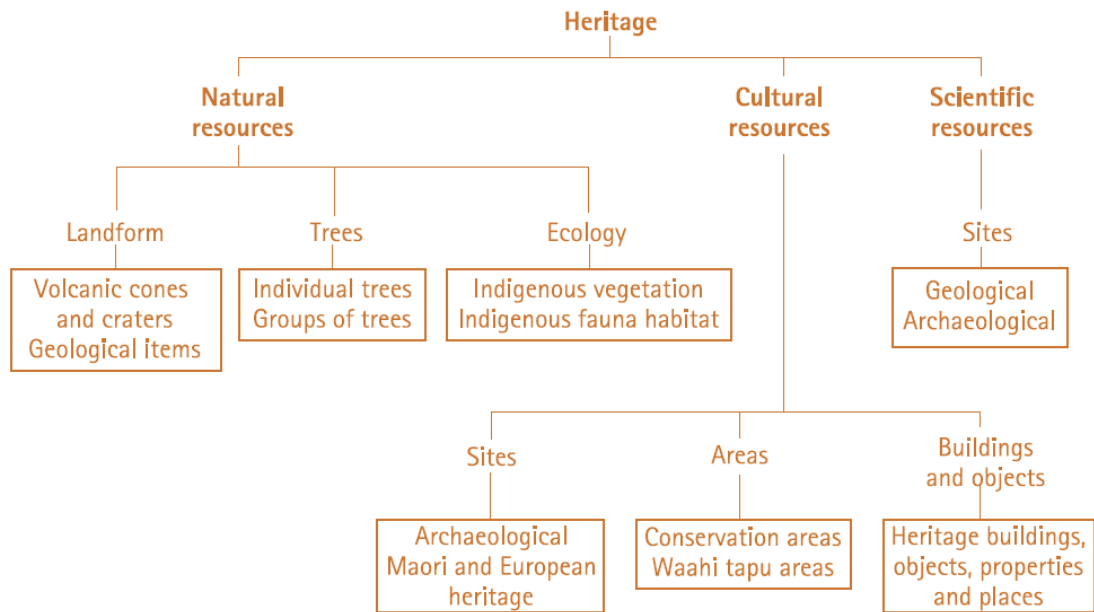 Heritage
Natural
resources
Cultural
resources
Scientific
resources
Landform
Volcanic cones
and craters
Geological items
Trees
Individual trees
Groups of trees
Ecology
Indigenous vegetation
Indigenous fauna habitat
Sites
Geological
Archaeological
Sites
Archaeological
Maori and European
heritage
Areas
Conservation areas
Waahi tapu areas
Buildings
and objects
Heritage buildings,
objects, properties
and places